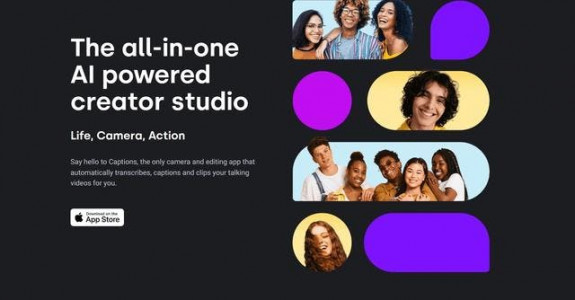 The all-in-one
AI powered
creator studio
Life, Camera, Action
Say hello to Captions, the only camera and editing app that
automatically transcribes, captions and clips your talking
videos for you.
Download on the
App Store